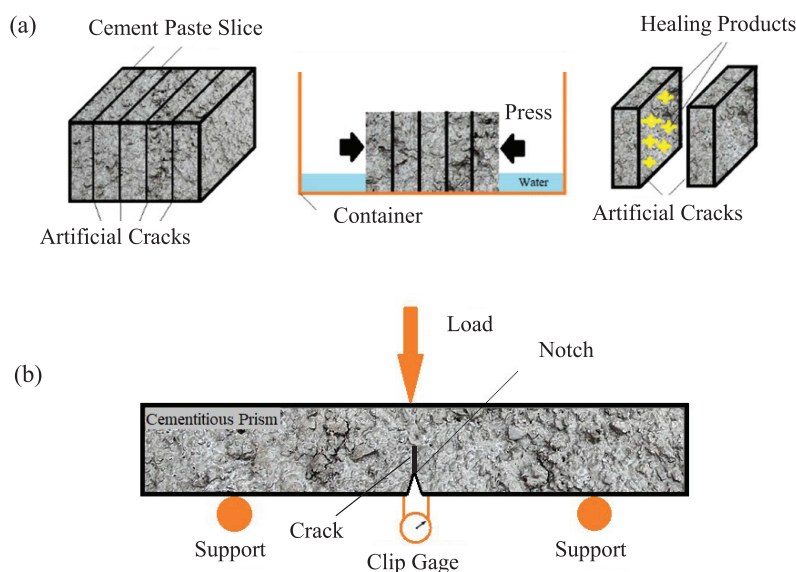 (a)
Cement Paste Slice
Healing Products
Press
Water
Container
Artificial Cracks
Artificial Cracks
(b)
Load
Notch
Cementitious Prism
Crack
Support
Clip Gage
Support